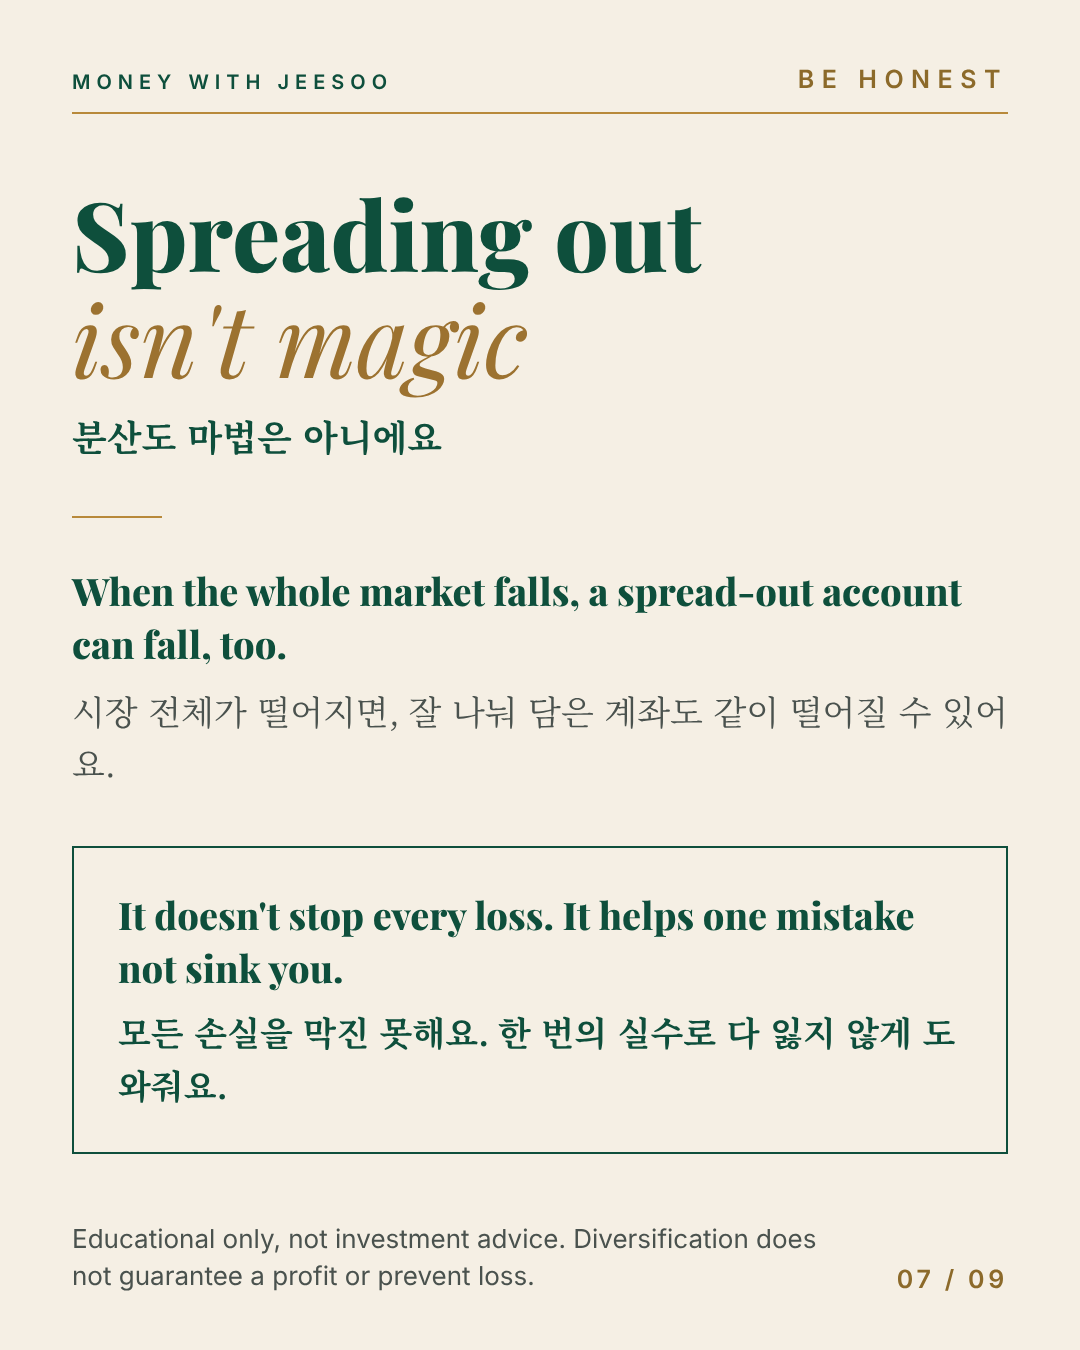 MONEY WITH JEESOO
BE HONEST
Spreading out
isn't magic
분산도 마법은 아니에요
When the whole market falls, a spread-out account
can fall, too.
시장 전체가 떨어지면, 잘 나눠 담은 계좌도 같이 떨어질 수 있어
요.
It doesn't stop every loss. It helps one mistake
not sink you.
모든 손실을 막진 못해요. 한 번의 실수로 다 잃지 않게 도
와줘요.
Educational only, not investment advice. Diversification does
not guarantee a profit or prevent loss.
07 / 09